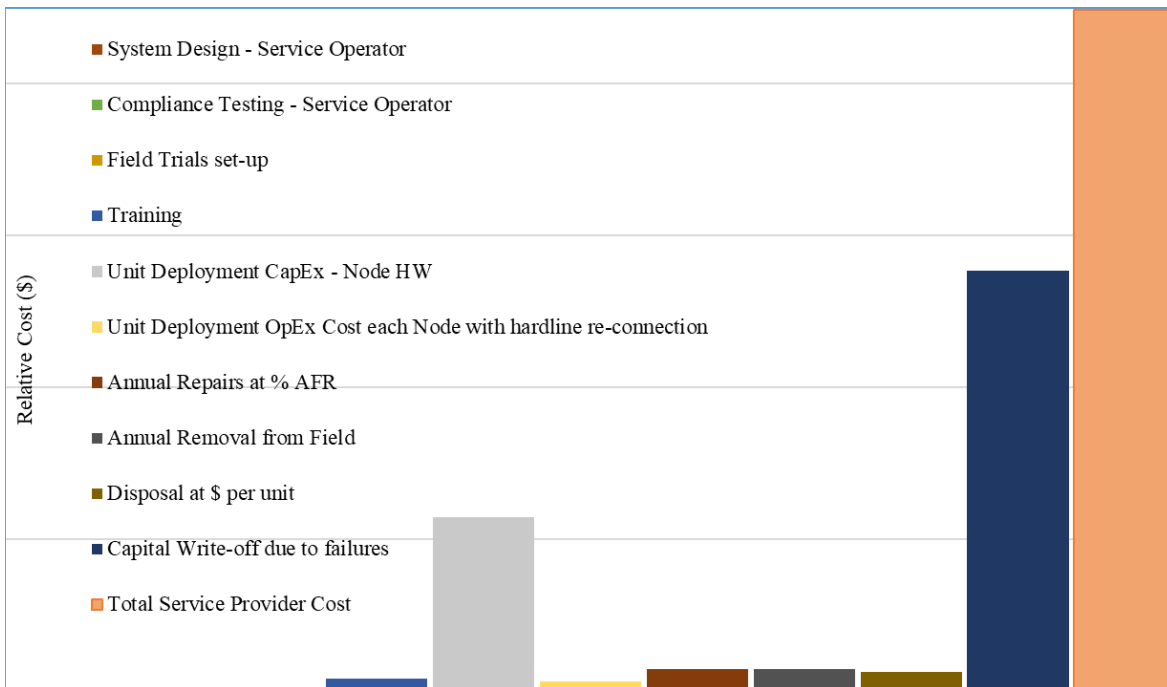 System Design - Service Operator
Compliance Testing - Service Operator
Field Trials set-up
Training
Unit Deployment CapEx - Node HW
Unit Deployment OpEx Cost each Node with hardline re-connection
Annual Repairs at % AFR
Annual Removal from Field
Disposal at $ per unit
Capital Write-off due to failures
Total Service Provider Cost
Relative Cost ($)